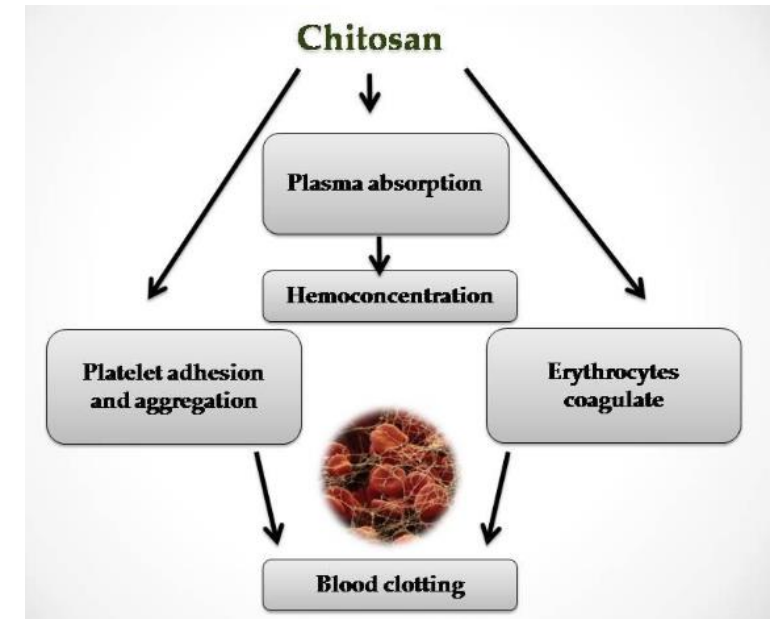 Chitosan
Plasma absorption
Hemoconcentration
Platelet adhesion
and aggregation
Erythrocytes
coagulate
Blood clotting